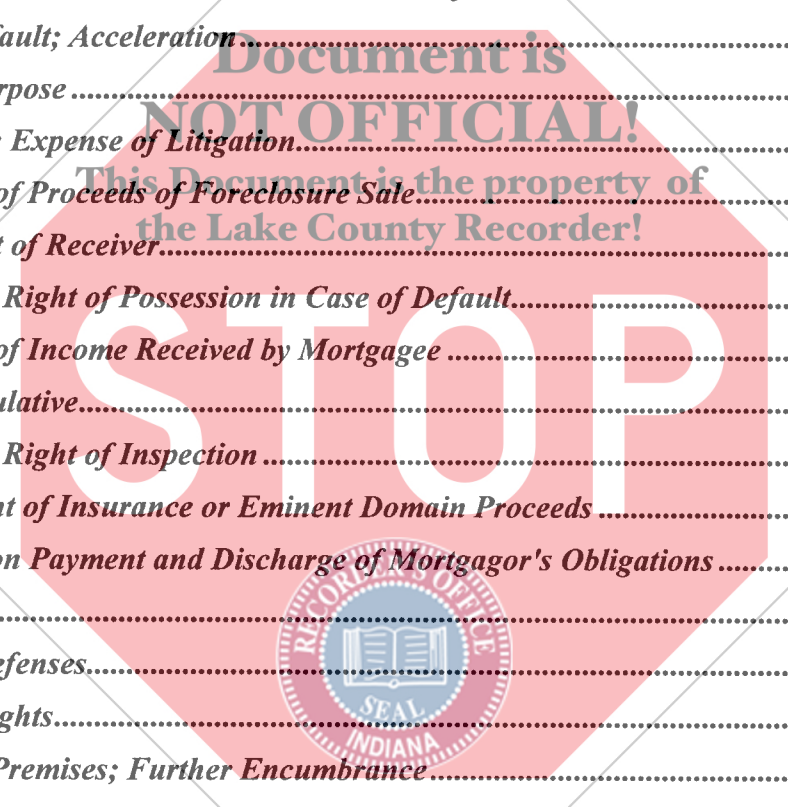 fault; Acceleration
Document is
rpose
NOT OFFICIAL!
Expense of Litigation
This Document is the property of
of Proceeds of Foreclosure Sale
the Lake County Recorder!
t of Receiver
Right of Possession in Case of Default
of Income Received by Mortgagee
ulative
Right of Inspection
nt of Insurance or Eminent Domain Proceeds
on Payment and Discharge of Mortgagor's Obligations
efenses
ghts
Premises; Further Encumbrance
STOP
RECORDER'S OFFICE
SEAL
INDIANA